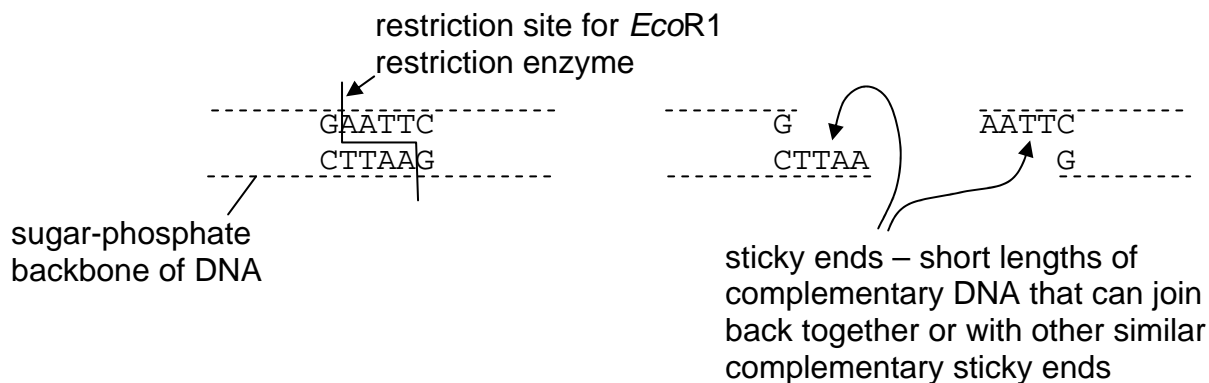 restriction site for EcoR1
restriction enzyme
GAATTC
CTTAAG
sugar-phosphate
backbone of DNA
G
CTTAA
AATTC
G
sticky ends – short lengths of
complementary DNA that can join
back together or with other similar
complementary sticky ends